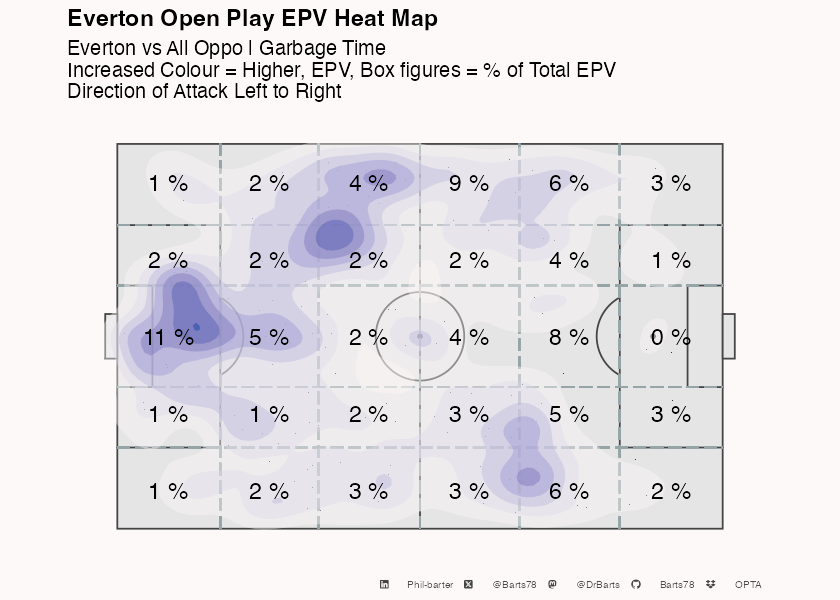 Everton Open Play EPV Heat Map
Everton vs All Oppo | Garbage Time
Increased Colour = Higher, EPV, Box figures = % of Total EPV
Direction of Attack Left to Right
1 % 2 % 4 % 9 % 6 % 3 %
2 % 2 % 2 % 2 % 4 % 1 %
11 % 5 % 2 % 4 % 8 % 0 %
1 % 1 % 2 % 3 % 5 % 3 %
1 % 2 % 3 % 3 % 6 % 2 %
Phil-barter @Barts78 @DrBarts Barts78 OPTA